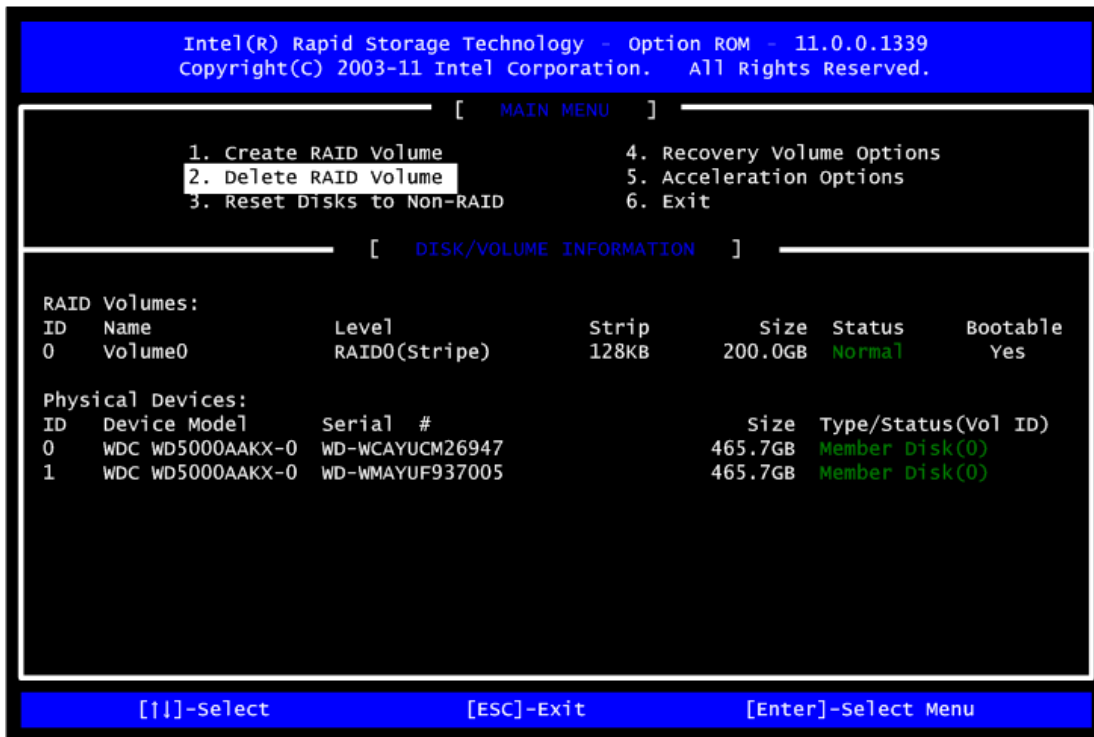 Intel(R) Rapid Storage Technology - Option ROM - 11.0.0.1339
Copyright(C) 2003-11 Intel Corporation. All Rights Reserved.
[ MAIN MENU ]
1. Create RAID Volume 4. Recovery Volume Options
2. Delete RAID Volume 5. Acceleration Options
3. Reset Disks to Non-RAID 6. Exit
[ DISK/VOLUME INFORMATION ]
RAID Volumes:
ID Name Level Strip Size Status Bootable
0 Volume0 RAID0(Stripe) 128KB 200.0GB Normal Yes
Physical Devices:
ID Device Model Serial # Size Type/Status(Vol ID)
0 WDC WD5000AAKX-0 WD-WCAYUCM26947 465.7GB Member Disk(0)
1 WDC WD5000AAKX-0 WD-WMAYUF937005 465.7GB Member Disk(0)
[↑↓]-Select [ESC]-Exit [Enter]-Select Menu